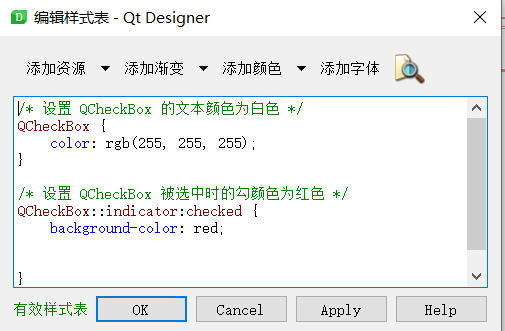 编辑样式表 - Qt Designer
添加资源 添加渐变 添加颜色 添加字体
/* 设置 QCheckBox 的文本颜色为白色 */
QCheckBox {
    color: rgb(255, 255, 255);
}
/* 设置 QCheckBox 被选中时的勾颜色为红色 */
QCheckBox::indicator:checked {
    background-color: red;
}
有效样式表 OK Cancel Apply Help